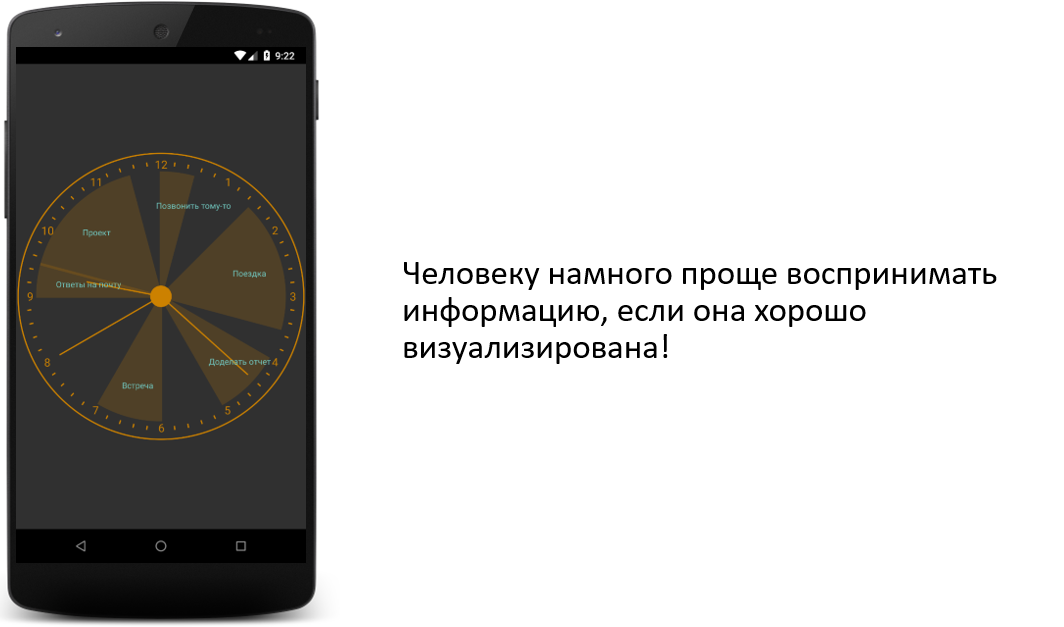 9:22
12
11
1
Позвонить тому-то
10
2
Проект
Поездка
Ответы на почту
9
3
8
Доделать отчет
4
Встреча
7
5
6
Человеку намного проще воспринимать
информацию, если она хорошо
визуализирована!